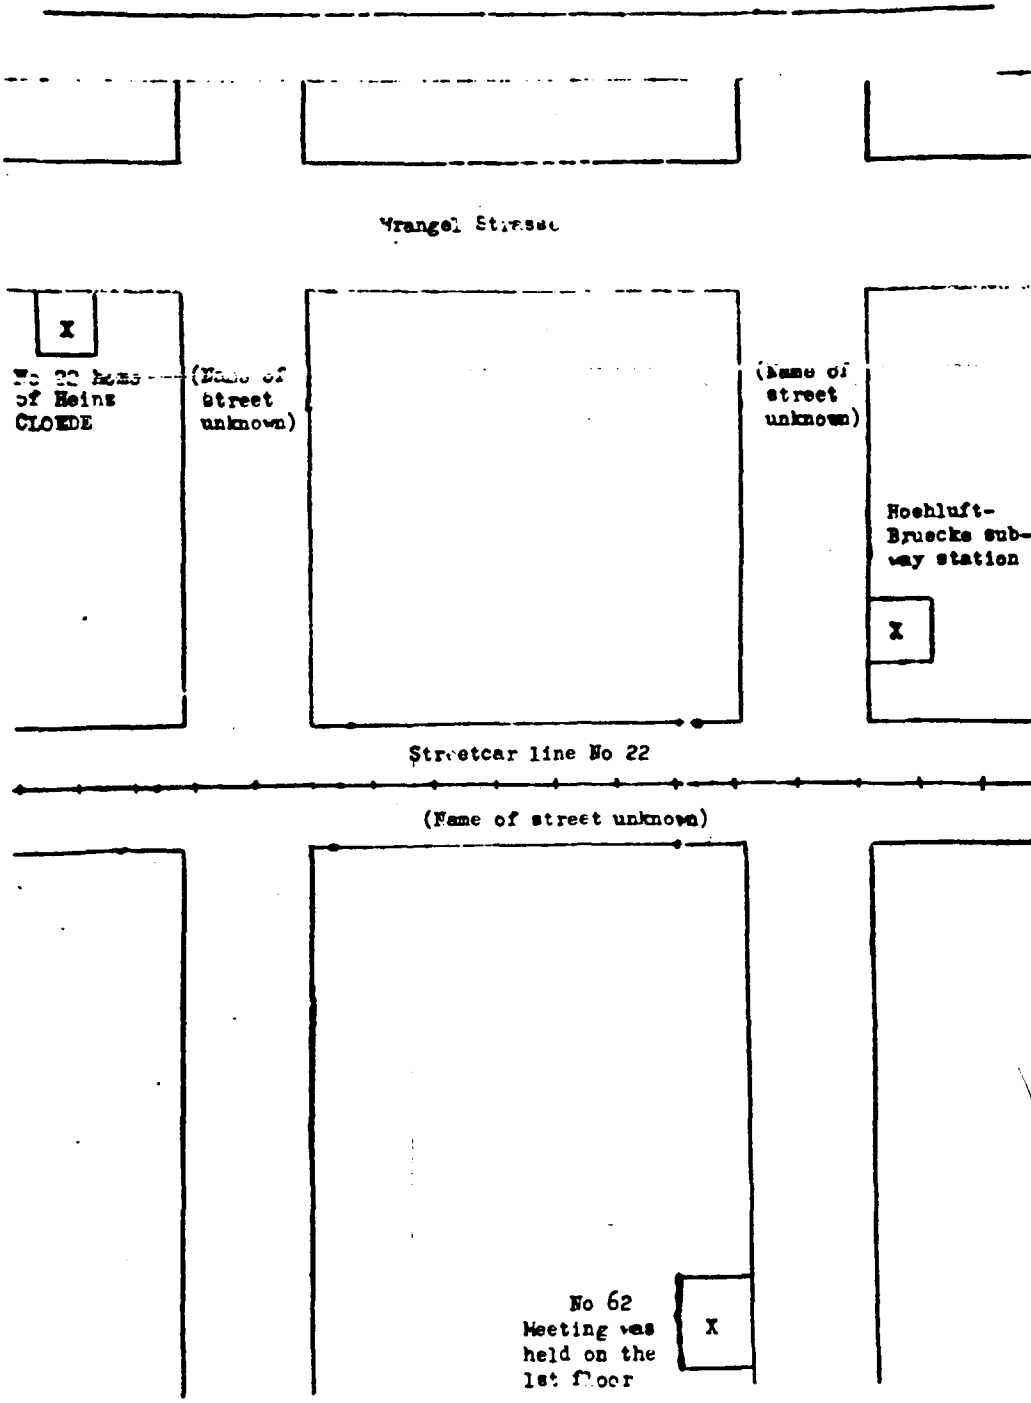 Wrangel Strasse
X
No 22 home
of Heinz
CLOEDE
(Name of
street
unknown)
(Name of
street
unknown)
Hoehluft-
Bruecke sub-
way station
X
Streetcar line No 22
(Name of street unknown)
No 62
Meeting was
held on the
1st floor
X